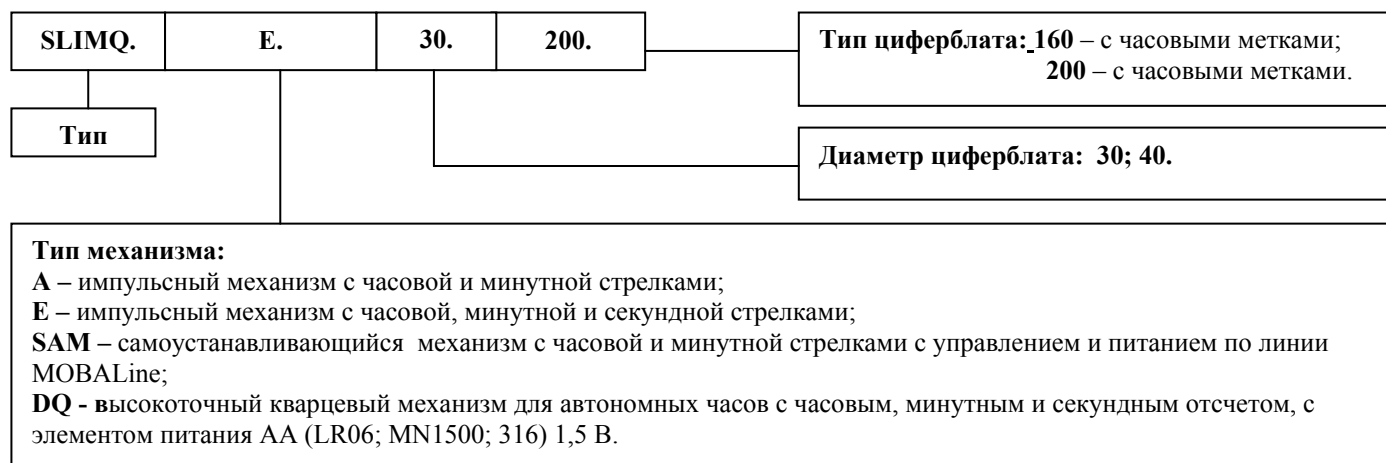 SLIMQ. E. 30. 200.
Тип циферблата: 160 – с часовыми метками;
200 – с часовыми метками.
Тип
Диаметр циферблата: 30; 40.
Тип механизма:
A – импульсный механизм с часовой и минутной стрелками;
E – импульсный механизм с часовой, минутной и секундной стрелками;
SAM – самоустанавливающийся механизм с часовой и минутной стрелками с управлением и питанием по линии
MOBALine;
DQ - высокоточный кварцевый механизм для автономных часов с часовым, минутным и секундным отсчетом, с
элементом питания АА (LR06; MN1500; 316) 1,5 В.